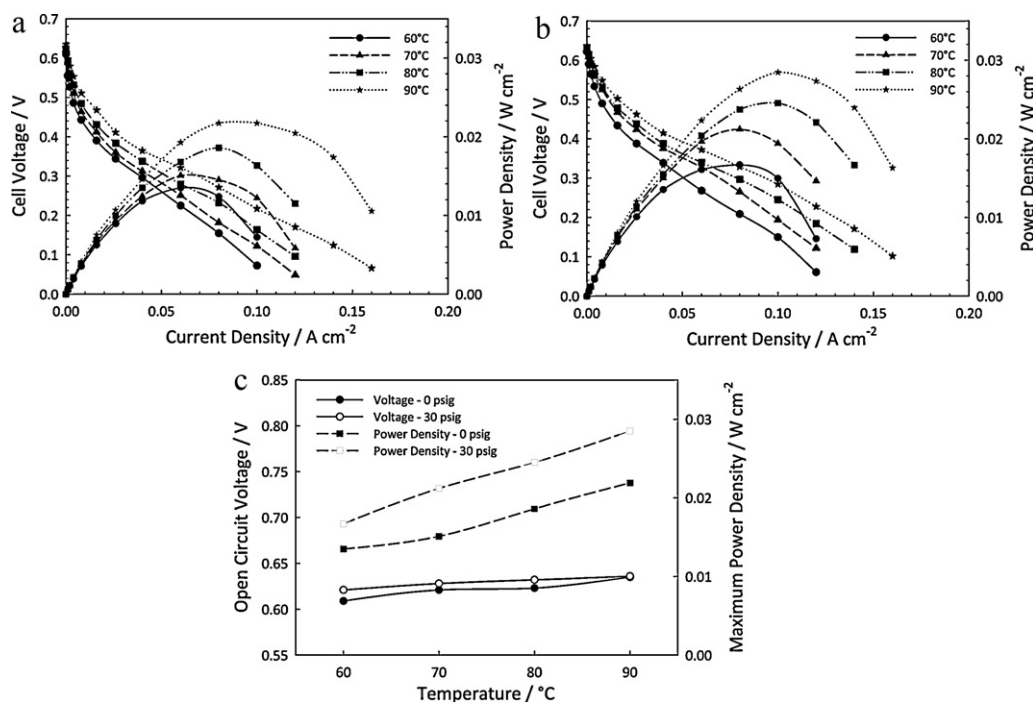 a
0.7
0.6
0.5
0.4
0.3
0.2
0.1
0.0
Cell Voltage / V
60°C
70°C
80°C
90°C
0.03
0.02
0.01
0.00
Power Density / W cm-2
0.00 0.05 0.10 0.15 0.20
Current Density / A cm-2
b
0.7
0.6
0.5
0.4
0.3
0.2
0.1
0.0
Cell Voltage / V
60°C
70°C
80°C
90°C
0.03
0.02
0.01
0.00
Power Density / W cm-2
0.00 0.05 0.10 0.15 0.20
Current Density / A cm-2
c
0.85
0.80
0.75
0.70
0.65
0.60
0.55
Open Circuit Voltage / V
Voltage - 0 psig
Voltage - 30 psig
Power Density - 0 psig
Power Density - 30 psig
0.03
0.02
0.01
0.00
Maximum Power Density / W cm-2
60 70 80 90
Temperature / °C